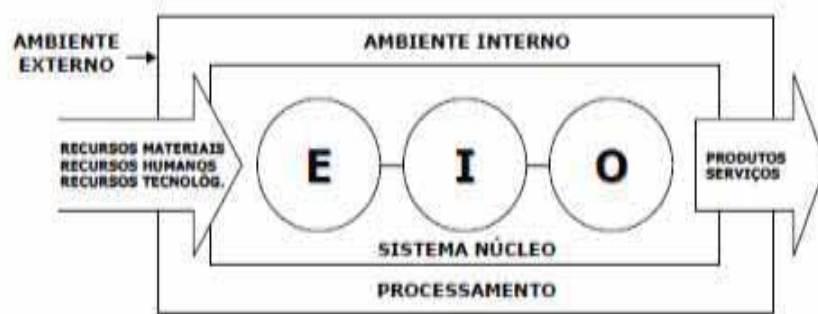 AMBIENTE
EXTERNO
AMBIENTE INTERNO
RECURSOS MATERIAIS
RECURSOS HUMANOS
RECURSOS TECNOLÓG.
E
I
O
PRODUTOS
SERVIÇOS
SISTEMA NÚCLEO
PROCESSAMENTO